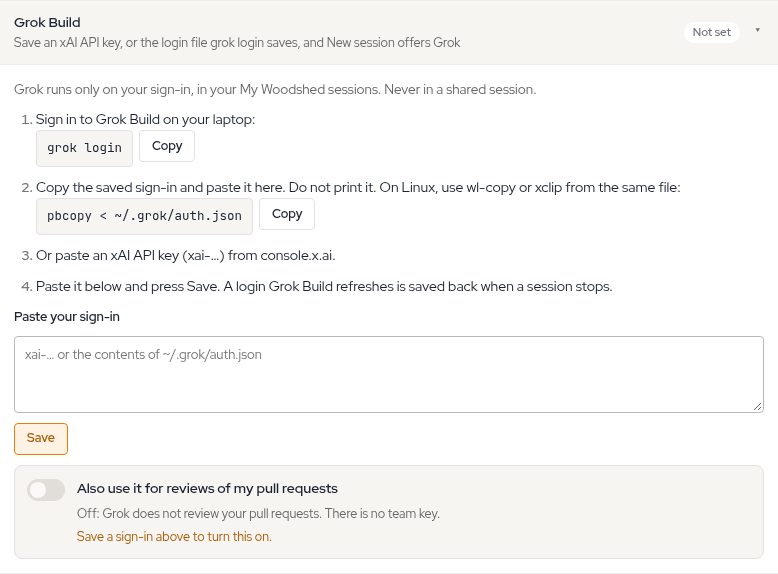 Grok Build
Save an xAI API key, or the login file grok login saves, and New session offers Grok
Not set
Grok runs only on your sign-in, in your My Woodshed sessions. Never in a shared session.
1. Sign in to Grok Build on your laptop:
grok login
Copy
2. Copy the saved sign-in and paste it here. Do not print it. On Linux, use wl-copy or xclip from the same file:
pbcopy < ~/.grok/auth.json
Copy
3. Or paste an xAI API key (xai-…) from console.x.ai.
4. Paste it below and press Save. A login Grok Build refreshes is saved back when a session stops.
Paste your sign-in
xai-… or the contents of ~/.grok/auth.json
Save
Also use it for reviews of my pull requests
Off: Grok does not review your pull requests. There is no team key.
Save a sign-in above to turn this on.